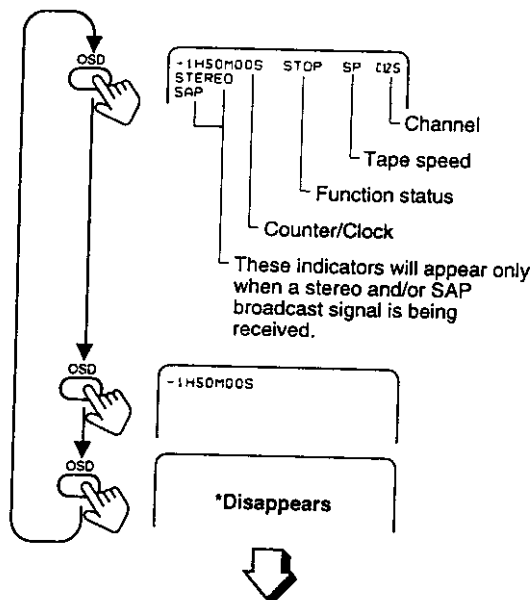 OSD
-1H50M00S STOP SP C125
STEREO
SAP
Channel
Tape speed
Function status
Counter/Clock
These indicators will appear only
when a stereo and/or SAP
broadcast signal is being
received.
OSD
-1H50M00S
OSD
*Disappears